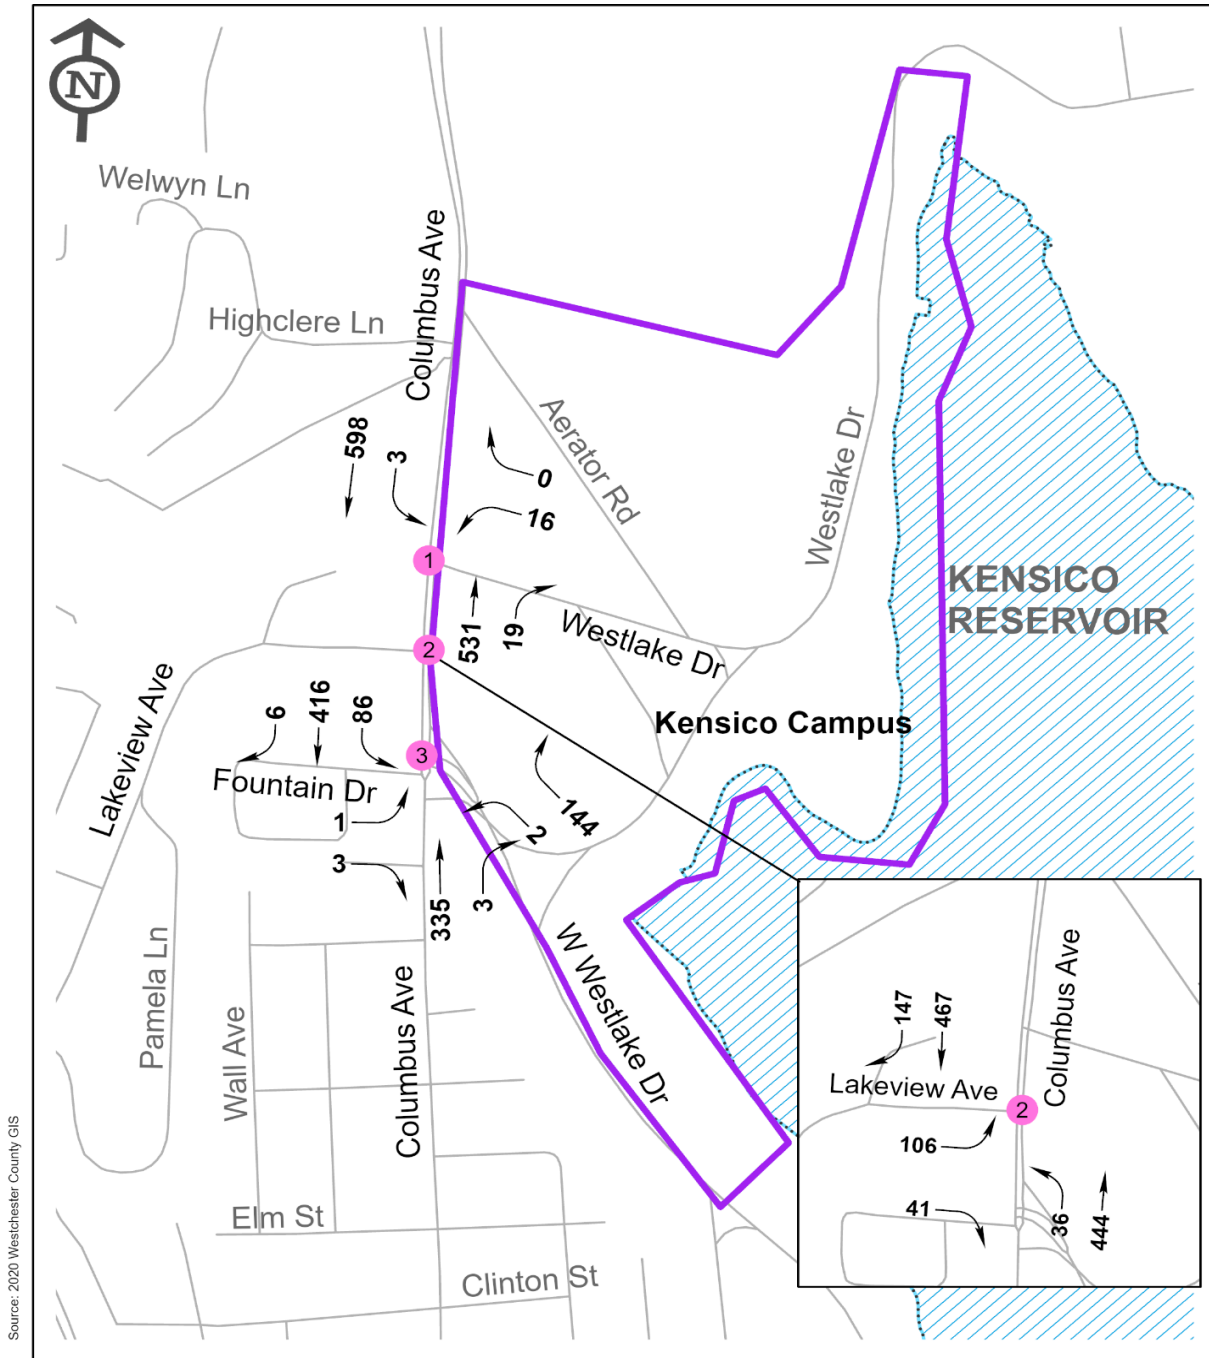 N
Welwyn Ln
Columbus Ave
Highclere Ln
Aerator Rd
Westlake Dr
598
3
0
16
1
KENSICO
RESERVOIR
531
19
Westlake Dr
2
Lakeview Ave
6
416
86
Kensico Campus
3
Fountain Dr
1
144
2
3
3
335
W Westlake Dr
Pamela Ln
Wall Ave
Columbus Ave
Elm St
Clinton St
147
467
Columbus Ave
Lakeview Ave
2
106
41
36
444
Source: 2020 Westchester County GIS